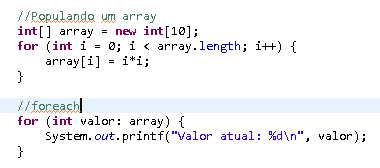 //Populando um array
int[] array = new int[10];
for (int i = 0; i < array.length; i++) {
    array[i] = i*i;
}
//foreach
for (int valor: array) {
    System.out.printf("Valor atual: %d\n", valor);
}